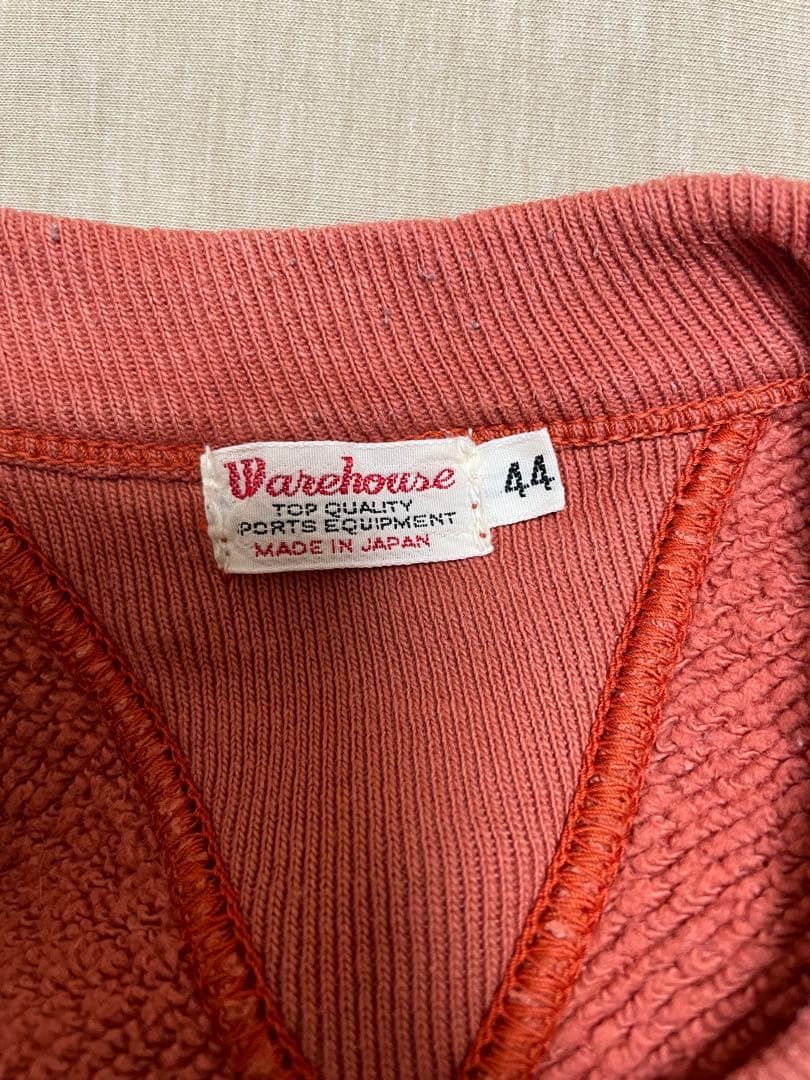 Warehouse
TOP QUALITY
PORTS EQUIPMENT
MADE IN JAPAN
44